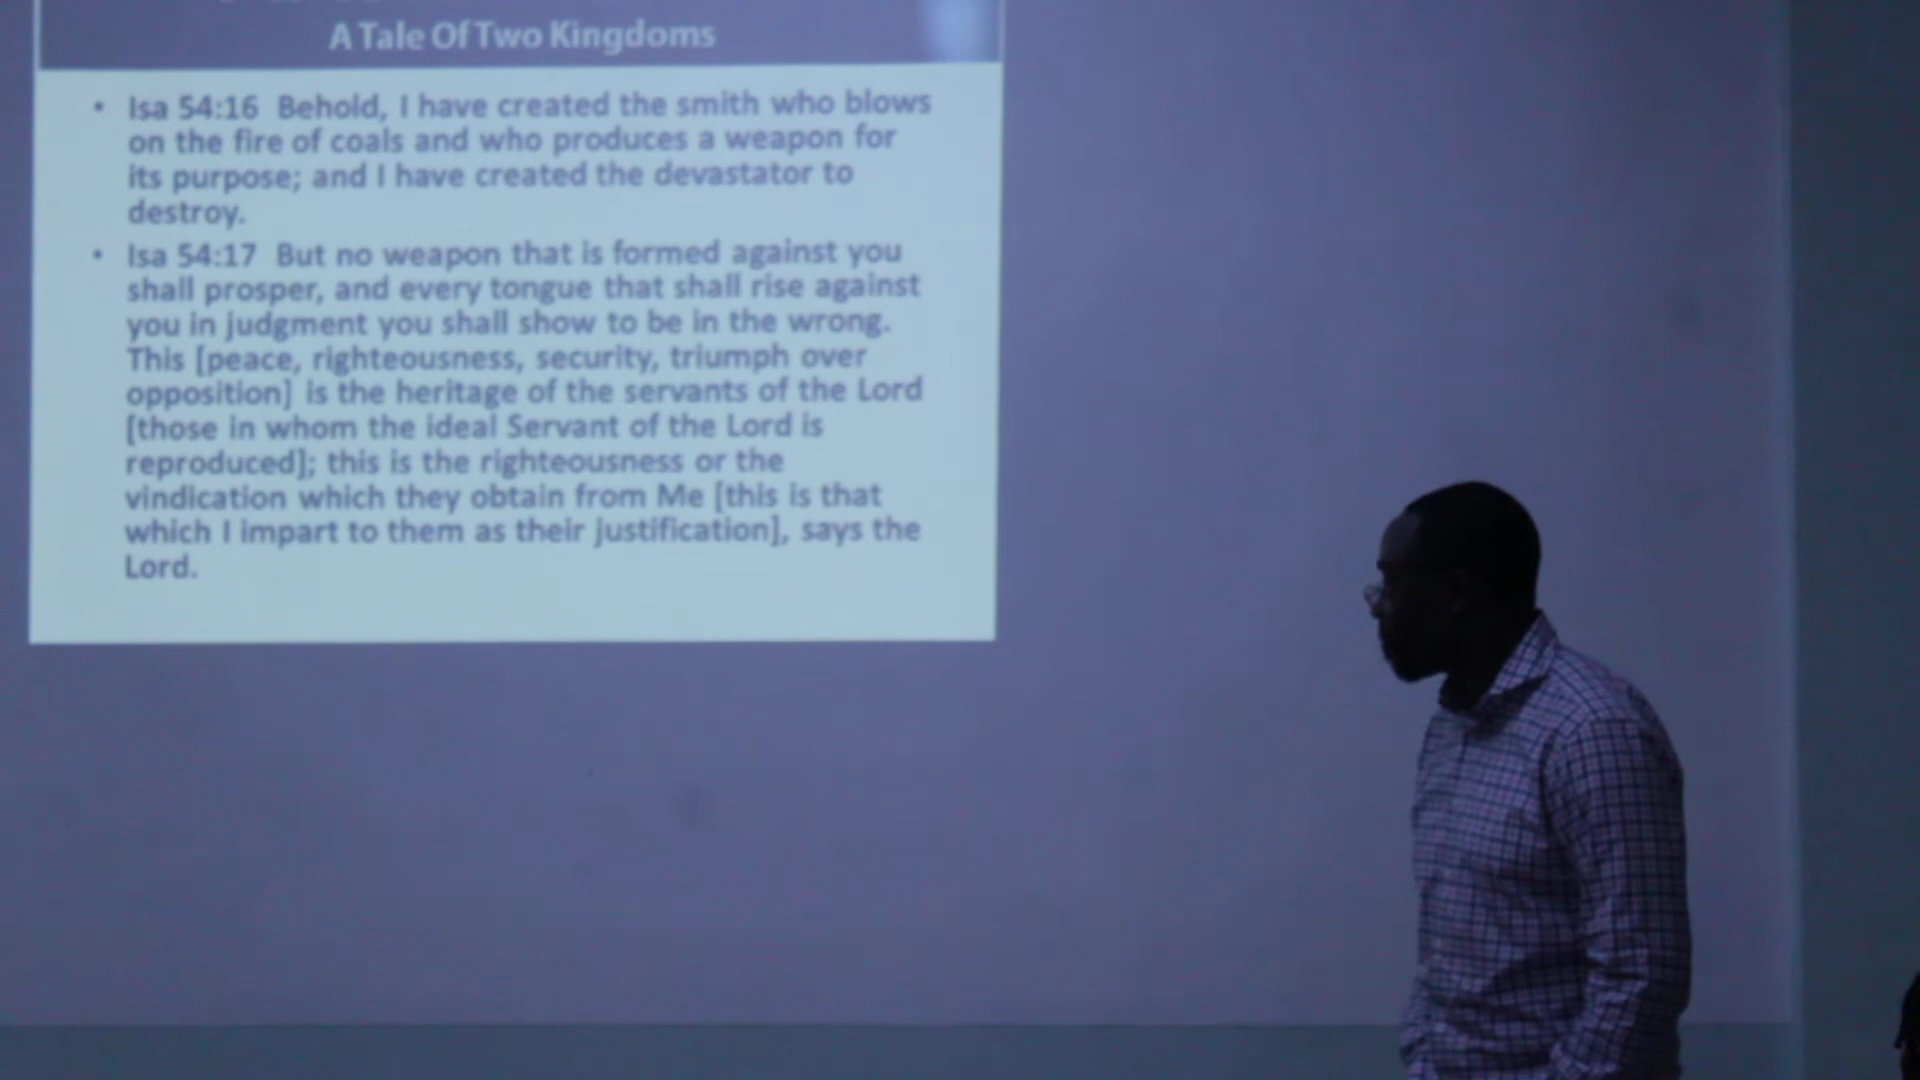 A Tale Of Two Kingdoms
• Isa 54:16 Behold, I have created the smith who blows
on the fire of coals and who produces a weapon for
its purpose; and I have created the devastator to
destroy.
• Isa 54:17 But no weapon that is formed against you
shall prosper, and every tongue that shall rise against
you in judgment you shall show to be in the wrong.
This [peace, righteousness, security, triumph over
opposition] is the heritage of the servants of the Lord
[those in whom the ideal Servant of the Lord is
reproduced]; this is the righteousness or the
vindication which they obtain from Me [this is that
which I impart to them as their justification], says the
Lord.